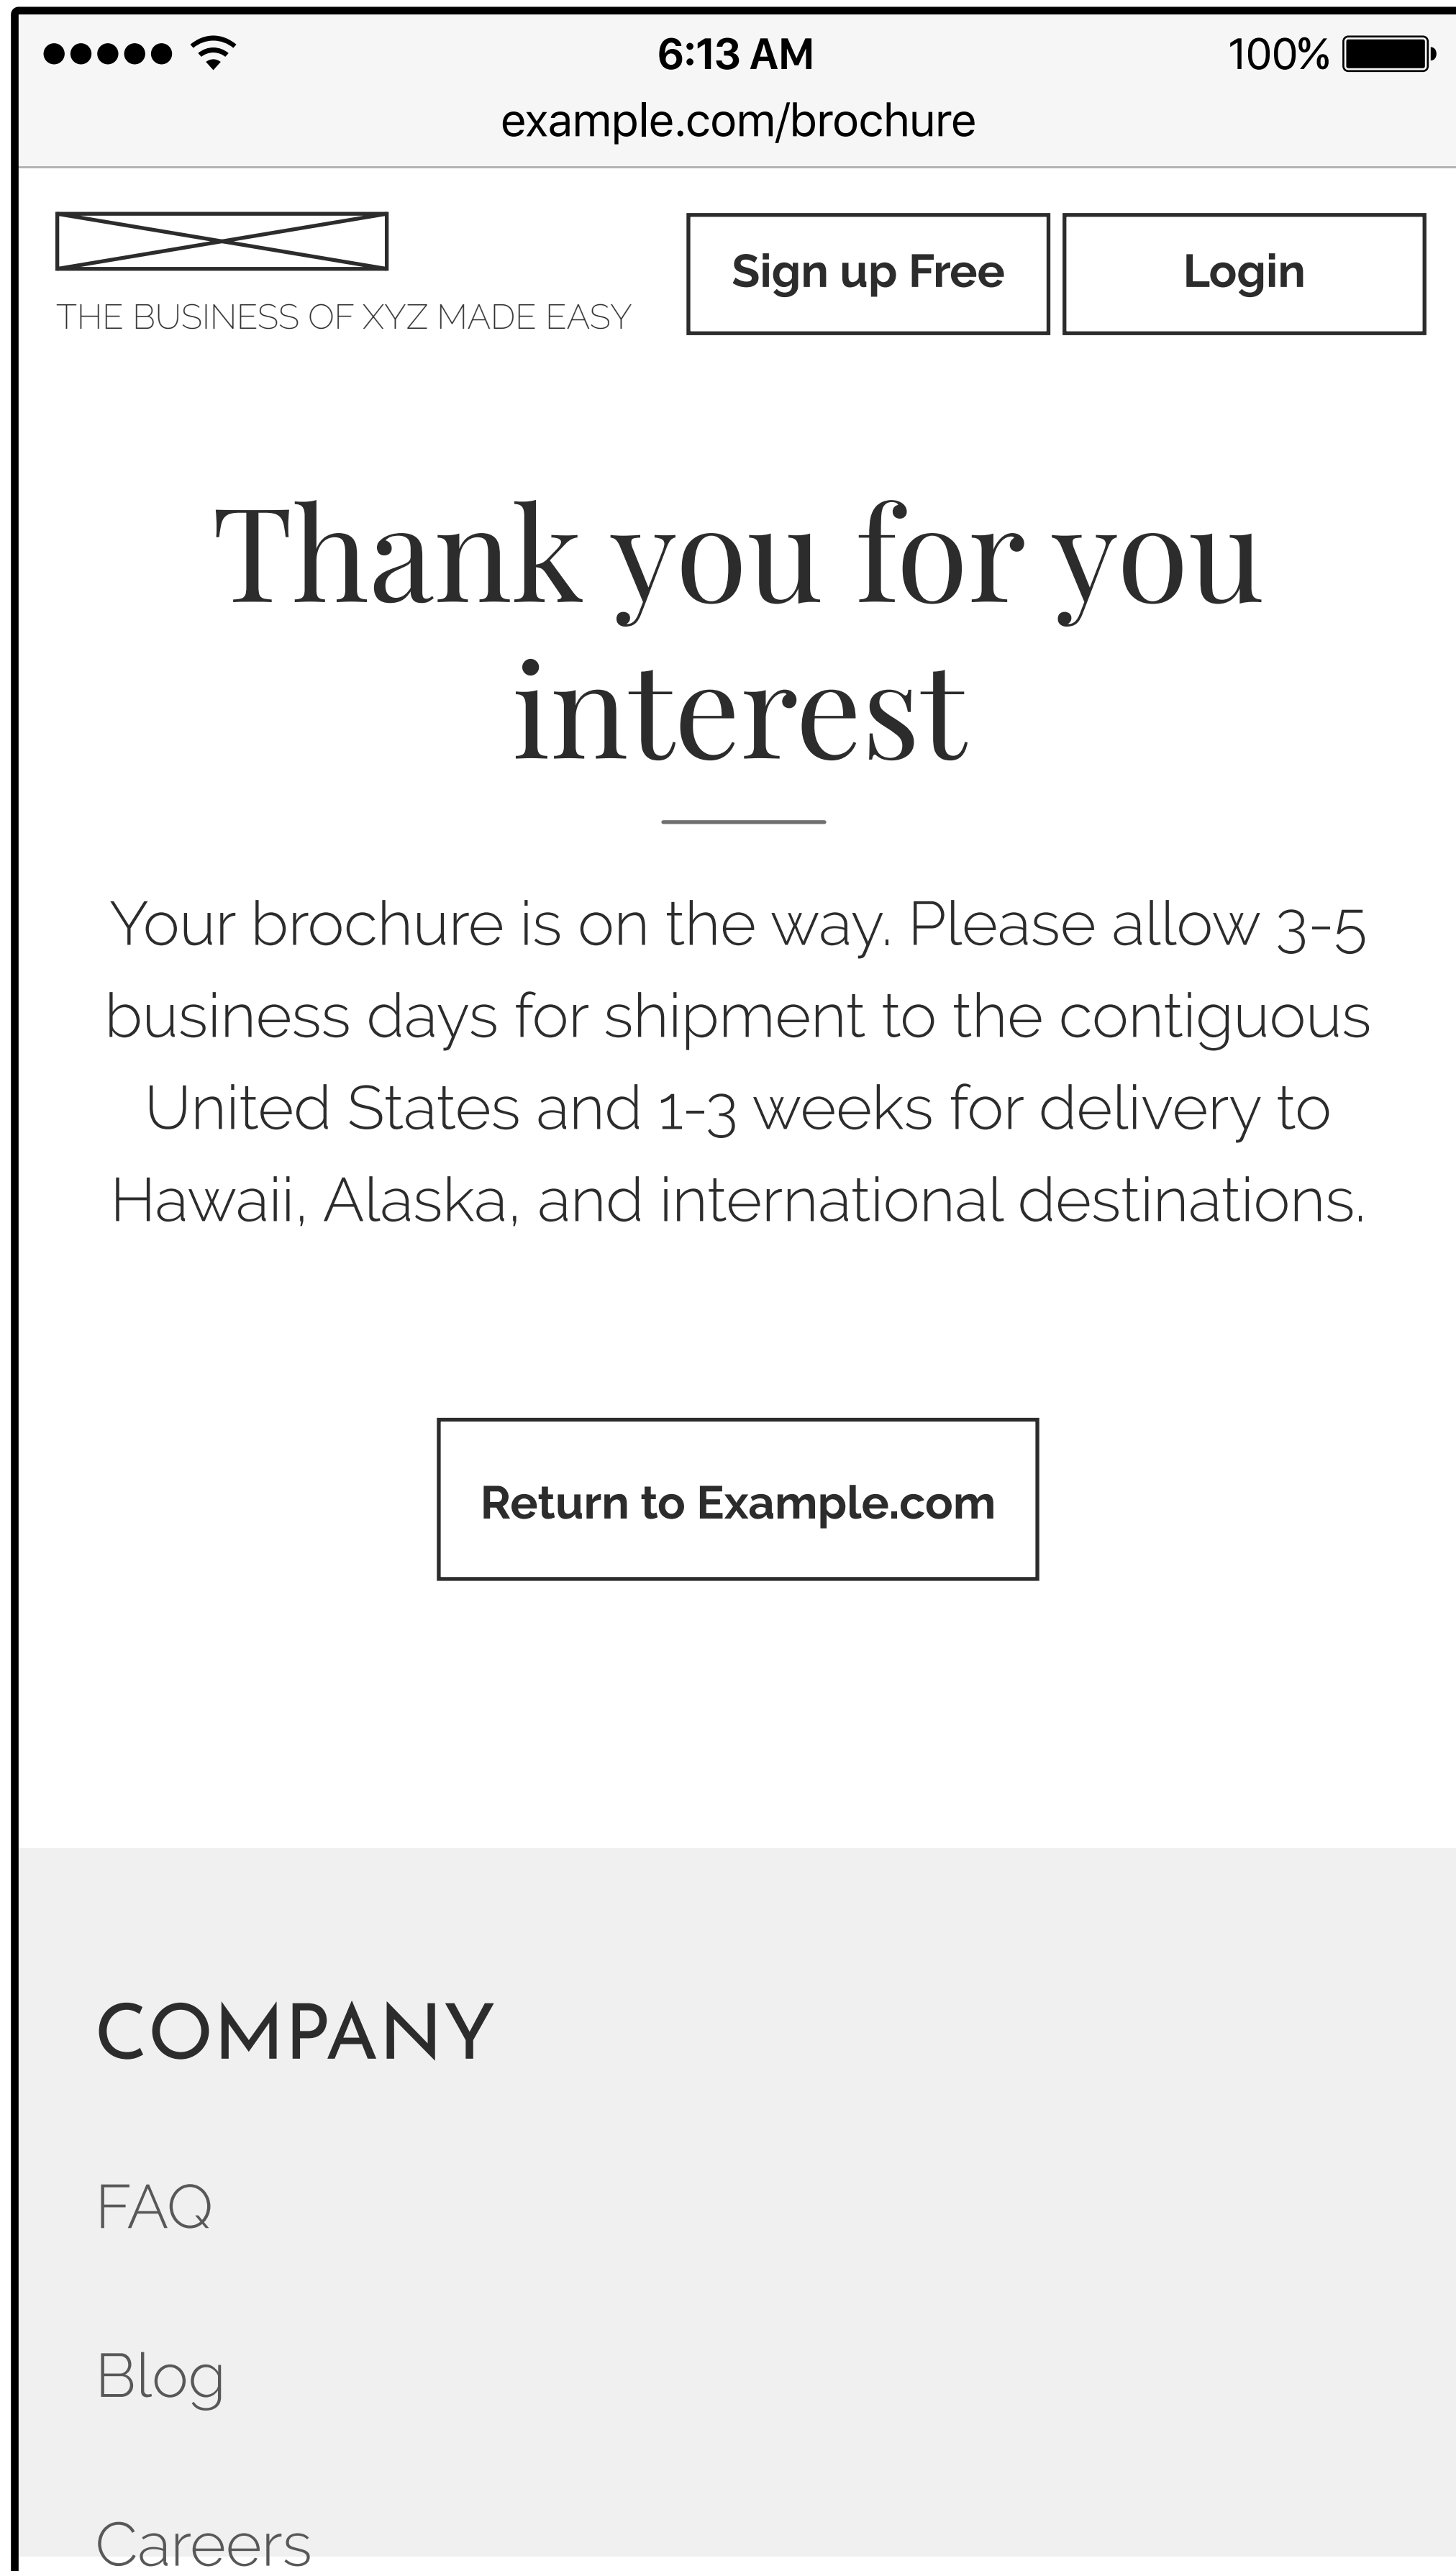 6:13 AM
100%
example.com/brochure
THE BUSINESS OF XYZ MADE EASY
Sign up Free
Login
Thank you for you
interest
Your brochure is on the way. Please allow 3-5
business days for shipment to the contiguous
United States and 1-3 weeks for delivery to
Hawaii, Alaska, and international destinations.
Return to Example.com
COMPANY
FAQ
Blog
Careers